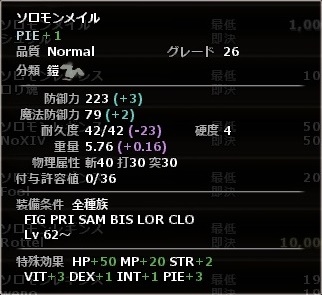 ソロモンメイル
PIE+1
品質 Normal グレード 26
分類 鎧
防御力 223 (+3)
魔法防御力 79 (+2)
耐久度 42/42 (-23) 硬度 4
重量 5.76 (+0.16)
物理属性 斬40 打30 突30
付与許容値 0/36
装備条件 全種族
FIG PRI SAM BIS LOR CLO
Lv 62～
特殊効果 HP+50 MP+20 STR+2
VIT+3 DEX+1 INT+1 PIE+3